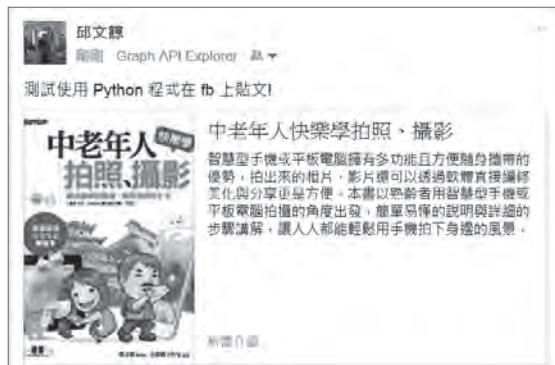 邱文諒
剛剛 Graph API Explorer
測試使用 Python 程式在 fb 上貼文!
中老年人
快樂學
拍照、攝影
中老年人快樂學拍照、攝影
智慧型手機或平板電腦擁有多功能且方便隨身攜帶的
優勢，拍出來的相片、影片還可以透過軟體直接編修
美化與分享更是方便。本書以熟齡者用智慧型手機或
平板電腦拍攝的角度出發，簡單易懂的說明與詳細的
步驟講解，讓人人都能輕鬆用手機拍下身邊的風景。
新書介紹